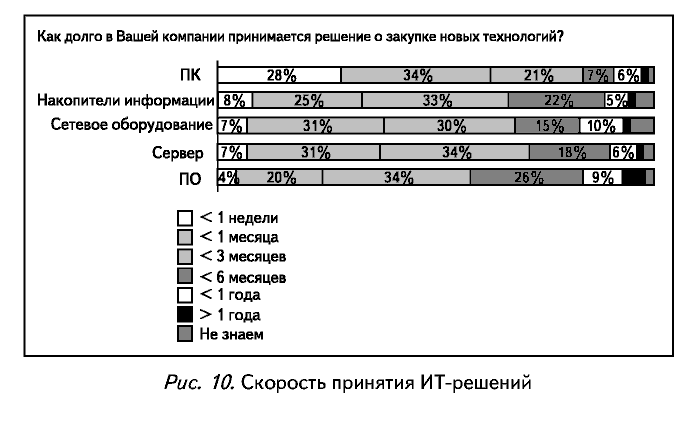 Как долго в Вашей компании принимается решение о закупке новых технологий?
ПК 28% 34% 21% 7% 6%
Накопители информации 8% 25% 33% 22% 5%
Сетевое оборудование 7% 31% 30% 15% 10%
Сервер 7% 31% 34% 18% 6%
ПО 4% 20% 34% 26% 9%
< 1 недели
< 1 месяца
< 3 месяцев
< 6 месяцев
< 1 года
> 1 года
Не знаем
Рис. 10. Скорость принятия ИТ-решений